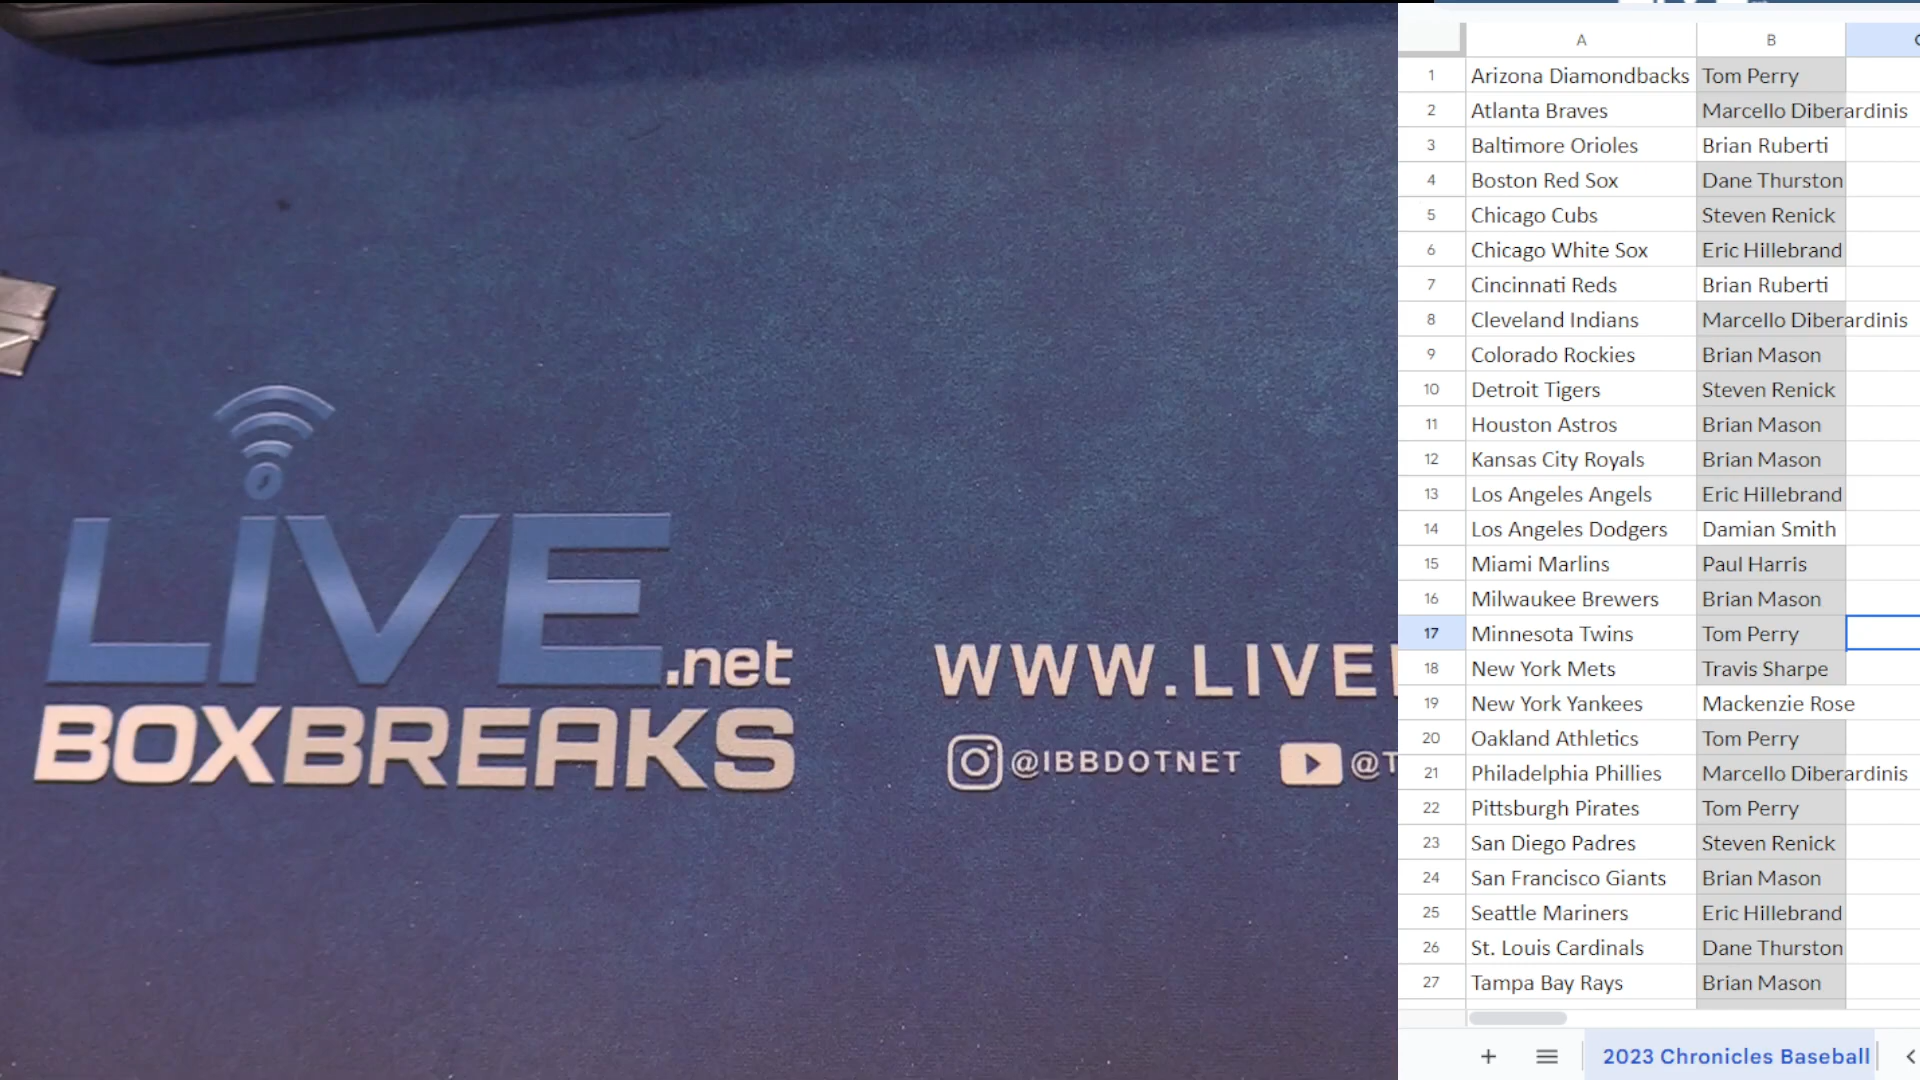 LIVE
.net
BOXBREAKS
WWW.LIVE
@IBBDOTNET
@T
A B
1 Arizona Diamondbacks Tom Perry
2 Atlanta Braves Marcello Diberardinis
3 Baltimore Orioles Brian Ruberti
4 Boston Red Sox Dane Thurston
5 Chicago Cubs Steven Renick
6 Chicago White Sox Eric Hillebrand
7 Cincinnati Reds Brian Ruberti
8 Cleveland Indians Marcello Diberardinis
9 Colorado Rockies Brian Mason
10 Detroit Tigers Steven Renick
11 Houston Astros Brian Mason
12 Kansas City Royals Brian Mason
13 Los Angeles Angels Eric Hillebrand
14 Los Angeles Dodgers Damian Smith
15 Miami Marlins Paul Harris
16 Milwaukee Brewers Brian Mason
17 Minnesota Twins Tom Perry
18 New York Mets Travis Sharpe
19 New York Yankees Mackenzie Rose
20 Oakland Athletics Tom Perry
21 Philadelphia Phillies Marcello Diberardinis
22 Pittsburgh Pirates Tom Perry
23 San Diego Padres Steven Renick
24 San Francisco Giants Brian Mason
25 Seattle Mariners Eric Hillebrand
26 St. Louis Cardinals Dane Thurston
27 Tampa Bay Rays Brian Mason
2023 Chronicles Baseball